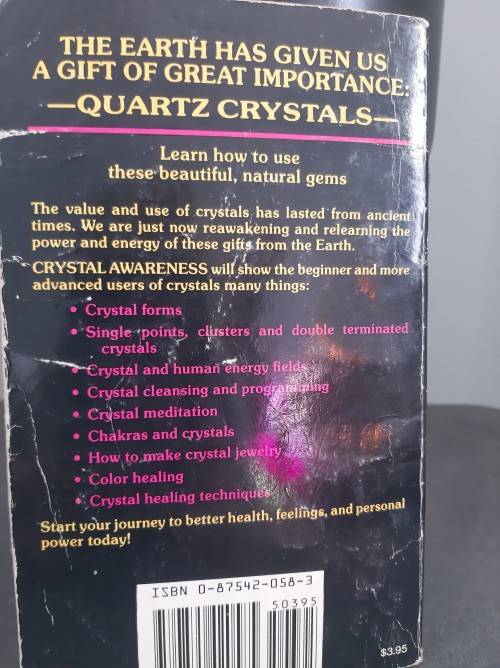 THE EARTH HAS GIVEN US
A GIFT OF GREAT IMPORTANCE:
—QUARTZ CRYSTALS—
Learn how to use
these beautiful, natural gems
The value and use of crystals has lasted from ancient
times. We are just now reawakening and relearning the
power and energy of these gifts from the Earth.
CRYSTAL AWARENESS will show the beginner and more
advanced users of crystals many things:
• Crystal forms
• Single points, clusters and double terminated
crystals
• Crystal and human energy fields
• Crystal cleansing and programming
• Crystal meditation
• Chakras and crystals
• How to make crystal jewelry
• Color healing
• Crystal healing techniques
Start your journey to better health, feelings, and personal
power today!
ISBN 0-87542-058-3
50395
$3.95